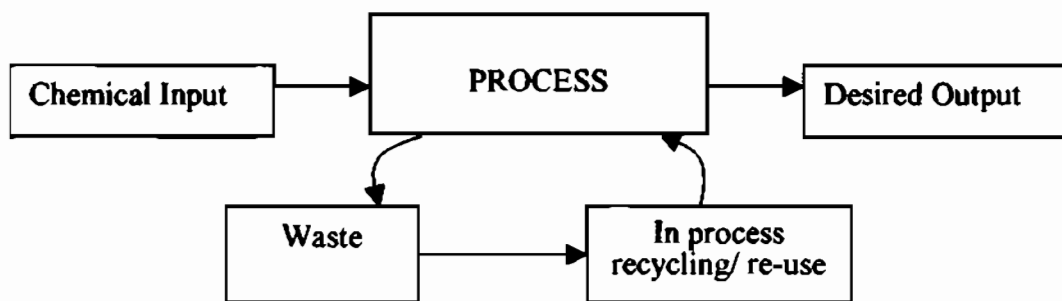 PROCESS
Chemical Input
Desired Output
Waste
In process
recycling/ re-use